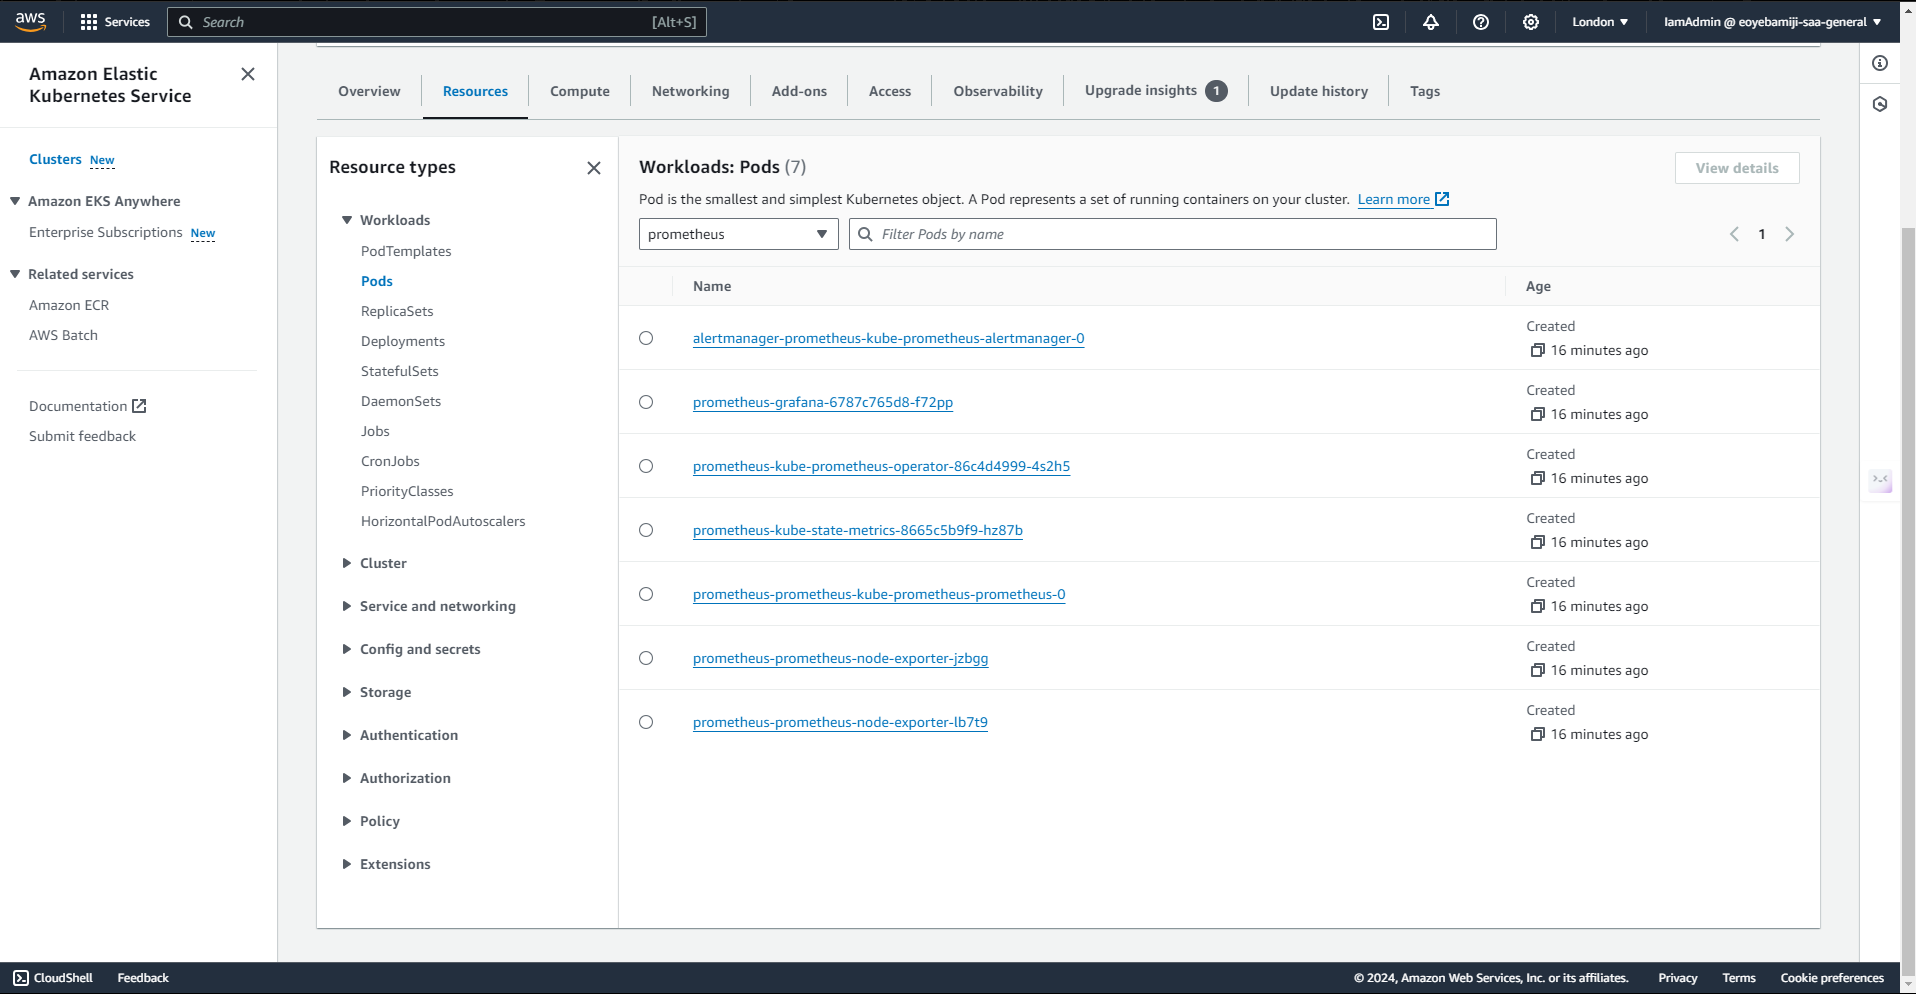 aws
Services
Search
[Alt+S]
London
IamAdmin @ eoyebamiji-saa-general
Amazon Elastic
Kubernetes Service
Clusters New
Amazon EKS Anywhere
Enterprise Subscriptions New
Related services
Amazon ECR
AWS Batch
Documentation
Submit feedback
Overview
Resources
Compute
Networking
Add-ons
Access
Observability
Upgrade insights 1
Update history
Tags
Resource types
Workloads
PodTemplates
Pods
ReplicaSets
Deployments
StatefulSets
DaemonSets
Jobs
CronJobs
PriorityClasses
HorizontalPodAutoscalers
Cluster
Service and networking
Config and secrets
Storage
Authentication
Authorization
Policy
Extensions
Workloads: Pods (7)
View details
Pod is the smallest and simplest Kubernetes object. A Pod represents a set of running containers on your cluster. Learn more
prometheus
Filter Pods by name
1
Name
Age
alertmanager-prometheus-kube-prometheus-alertmanager-0
Created
16 minutes ago
prometheus-grafana-6787c765d8-f72pp
Created
16 minutes ago
prometheus-kube-prometheus-operator-86c4d4999-4s2h5
Created
16 minutes ago
prometheus-kube-state-metrics-8665c5b9f9-hz87b
Created
16 minutes ago
prometheus-prometheus-kube-prometheus-prometheus-0
Created
16 minutes ago
prometheus-prometheus-node-exporter-jzbgg
Created
16 minutes ago
prometheus-prometheus-node-exporter-lb7t9
Created
16 minutes ago
CloudShell
Feedback
© 2024, Amazon Web Services, Inc. or its affiliates.
Privacy
Terms
Cookie preferences